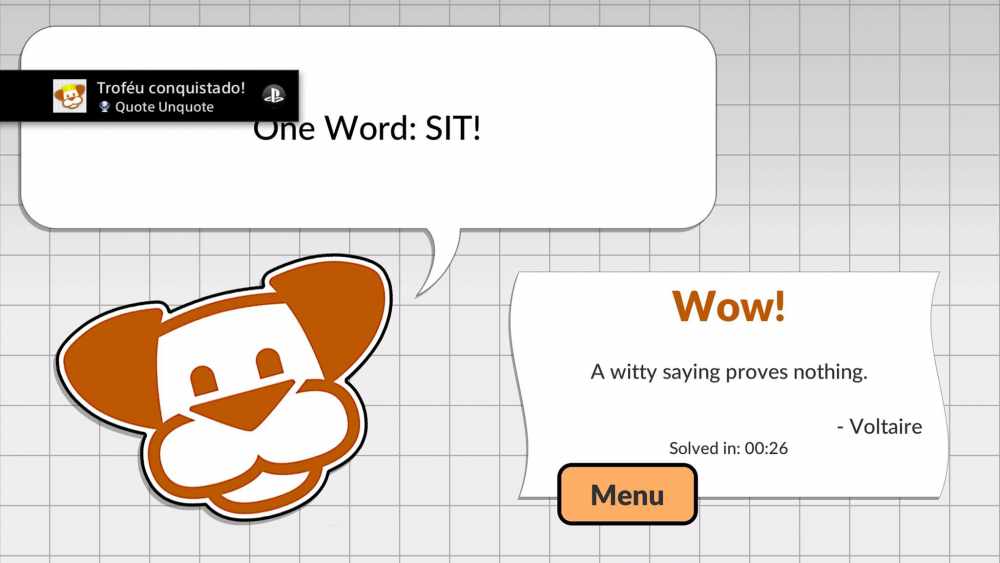 Troféu conquistado!
Quote Unquote
One Word: SIT!
Wow!
A witty saying proves nothing.
- Voltaire
Solved in: 00:26
Menu